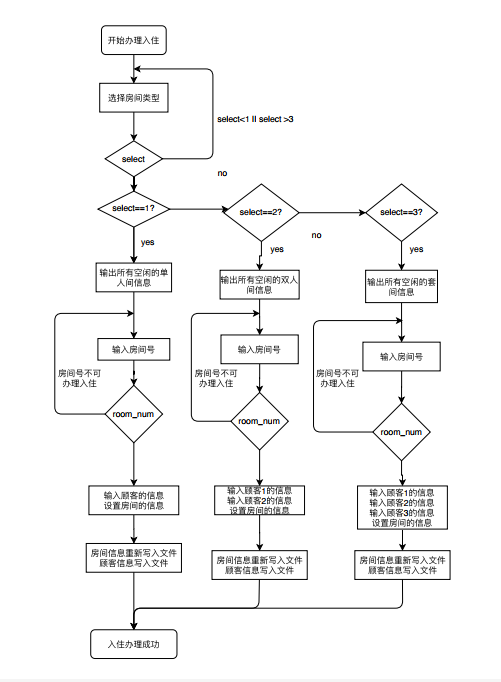 开始办理入住
选择房间类型
select<1 II select >3
select
no
select==1?
select==2?
select==3?
no
yes
yes
yes
输出所有空闲的单
人间信息
输出所有空闲的双人
间信息
输出所有空闲的套
间信息
输入房间号
输入房间号
输入房间号
房间号不可
办理入住
房间号不可
办理入住
房间号不可
办理入住
room_num
room_num
room_num
输入顾客的信息
设置房间的信息
输入顾客1的信息
输入顾客2的信息
设置房间的信息
输入顾客1的信息
输入顾客2的信息
输入顾客3的信息
设置房间的信息
房间信息重新写入文件
顾客信息写入文件
房间信息重新写入文件
顾客信息写入文件
房间信息重新写入文件
顾客信息写入文件
入住办理成功